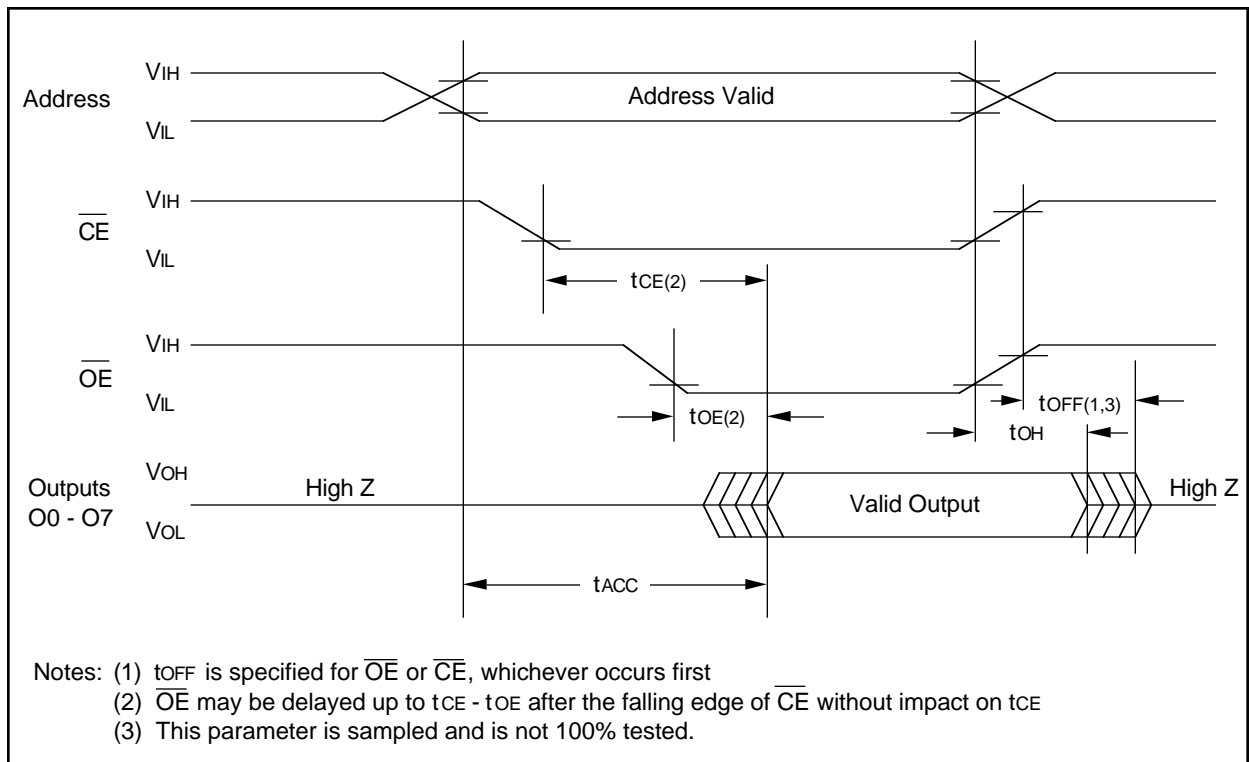 VIH
Address
Address Valid
VIL
VIH
CE
VIL
tCE(2)
VIH
OE
VIL
tOE(2)
tOFF(1,3)
tOH
VOH
Outputs
O0 - O7
High Z
Valid Output
High Z
VOL
tACC
Notes: (1) tOFF is specified for OE or CE, whichever occurs first
(2) OE may be delayed up to tCE - tOE after the falling edge of CE without impact on tCE
(3) This parameter is sampled and is not 100% tested.